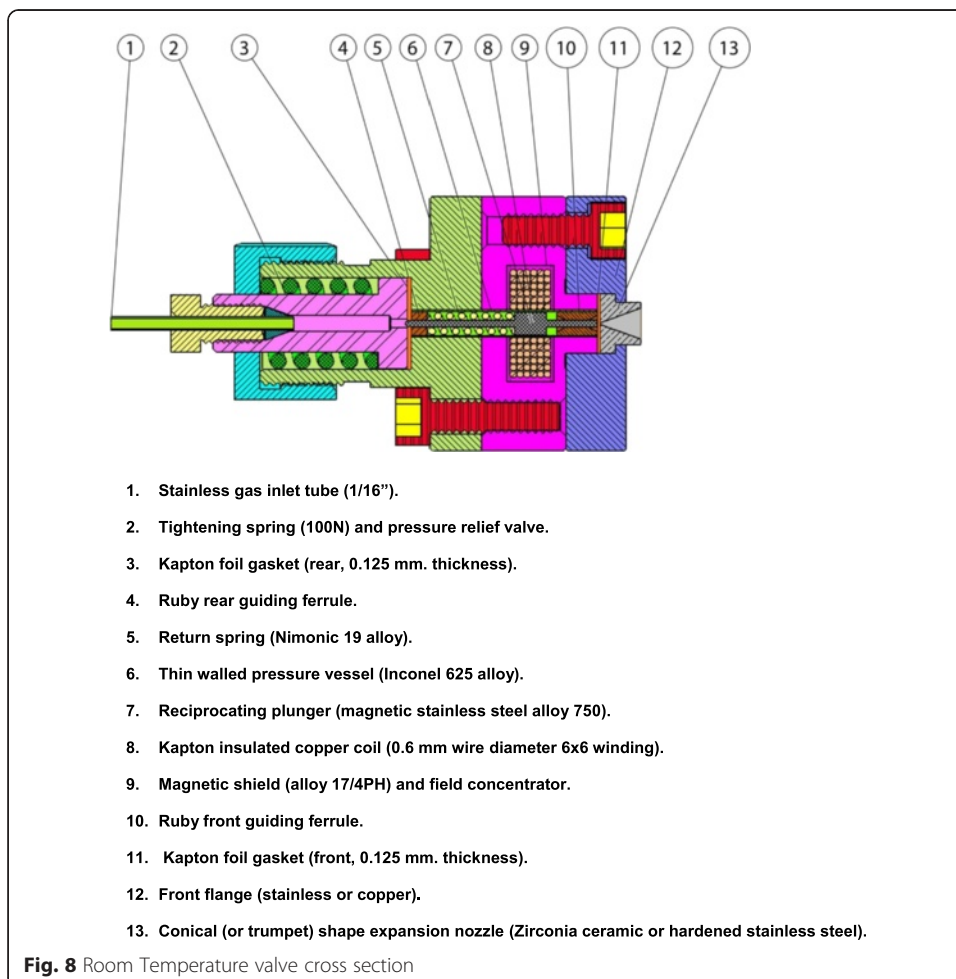 1 2 3 4 5 6 7 8 9 10 11 12 13
1. Stainless gas inlet tube (1/16”).
2. Tightening spring (100N) and pressure relief valve.
3. Kapton foil gasket (rear, 0.125 mm. thickness).
4. Ruby rear guiding ferrule.
5. Return spring (Nimonic 19 alloy).
6. Thin walled pressure vessel (Inconel 625 alloy).
7. Reciprocating plunger (magnetic stainless steel alloy 750).
8. Kapton insulated copper coil (0.6 mm wire diameter 6x6 winding).
9. Magnetic shield (alloy 17/4PH) and field concentrator.
10. Ruby front guiding ferrule.
11. Kapton foil gasket (front, 0.125 mm. thickness).
12. Front flange (stainless or copper).
13. Conical (or trumpet) shape expansion nozzle (Zirconia ceramic or hardened stainless steel).
Fig. 8 Room Temperature valve cross section